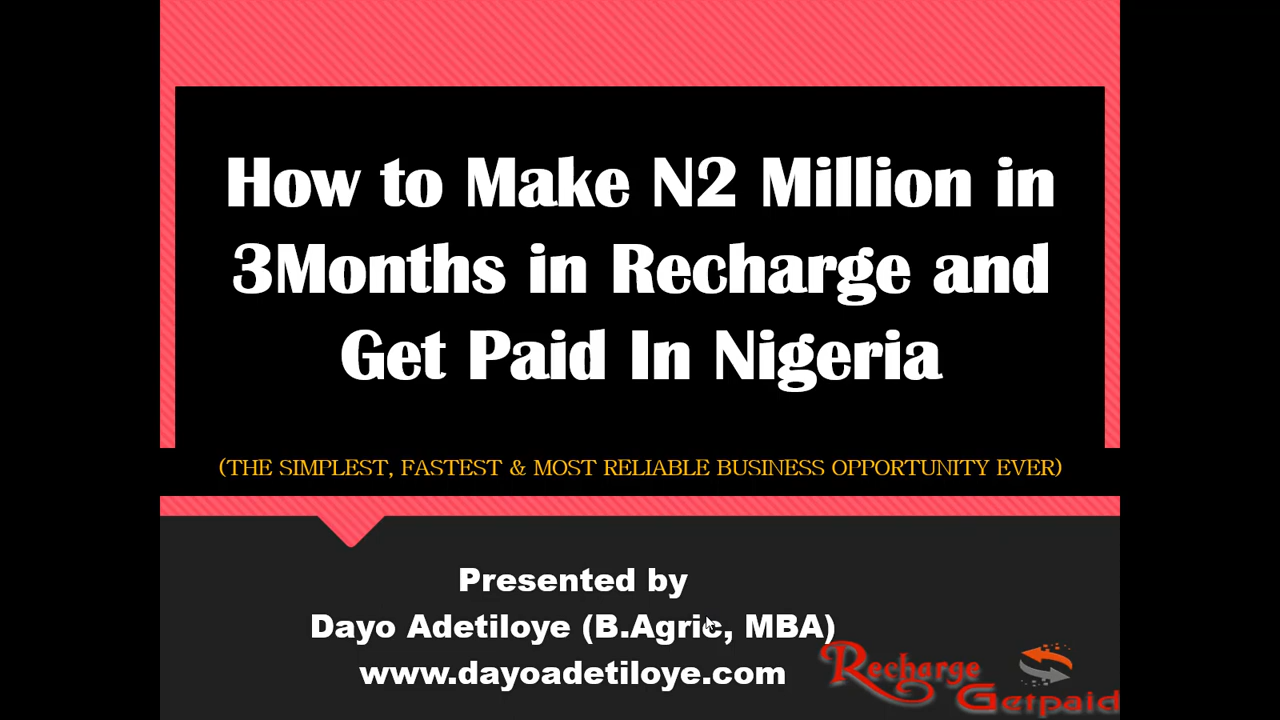 How to Make N2 Million in
3Months in Recharge and
Get Paid In Nigeria
(THE SIMPLEST, FASTEST & MOST RELIABLE BUSINESS OPPORTUNITY EVER)
Presented by
Dayo Adetiloye (B.Agric, MBA)
www.dayoadetiloye.com
Recharge
Getpaid